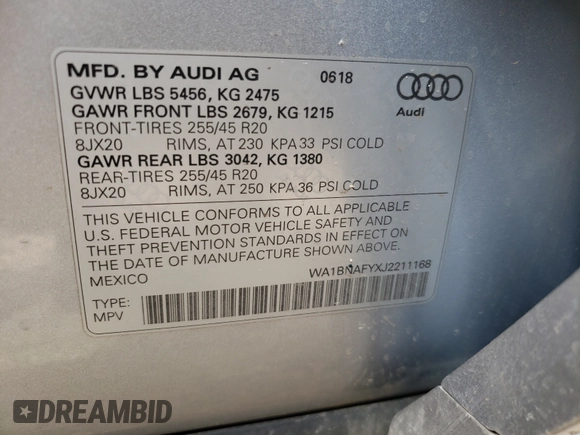 MFD. BY AUDI AG 0618
GVWR LBS 5456, KG 2475
GAWR FRONT LBS 2679, KG 1215
FRONT-TIRES 255/45 R20
8JX20 RIMS, AT 230 KPA 33 PSI COLD
GAWR REAR LBS 3042, KG 1380
REAR-TIRES 255/45 R20
8JX20 RIMS, AT 250 KPA 36 PSI COLD
Audi
THIS VEHICLE CONFORMS TO ALL APPLICABLE
U.S. FEDERAL MOTOR VEHICLE SAFETY AND
THEFT PREVENTION STANDARDS IN EFFECT ON
THE DATE OF MANUFACTURE SHOWN ABOVE.
MEXICO WA1BNAFYXJ2211168
TYPE:
MPV
DREAMBID